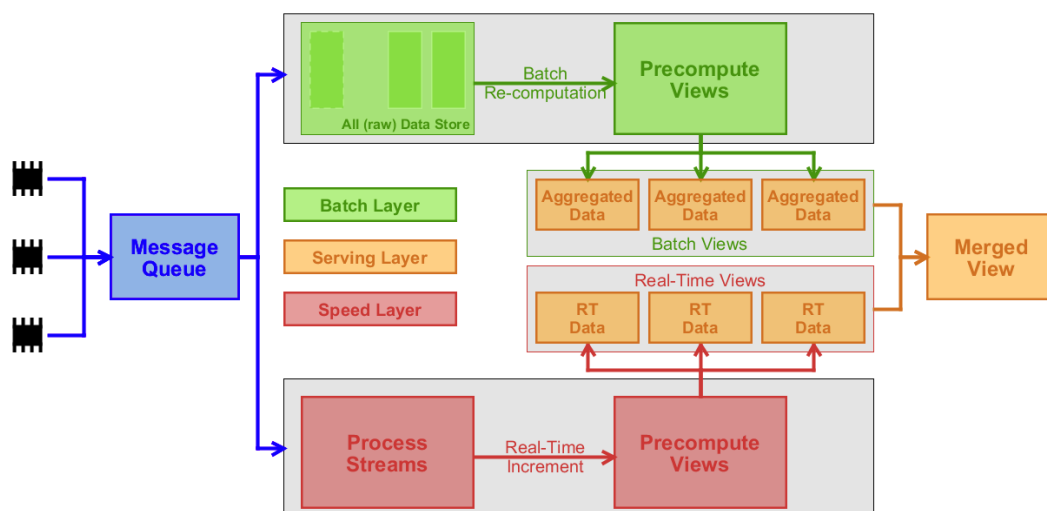 Batch
Re-computation
Precompute
Views
All (raw) Data Store
Message
Queue
Batch Layer
Serving Layer
Speed Layer
Aggregated
Data
Aggregated
Data
Aggregated
Data
Batch Views
Real-Time Views
RT
Data
RT
Data
RT
Data
Merged
View
Process
Streams
Real-Time
Increment
Precompute
Views